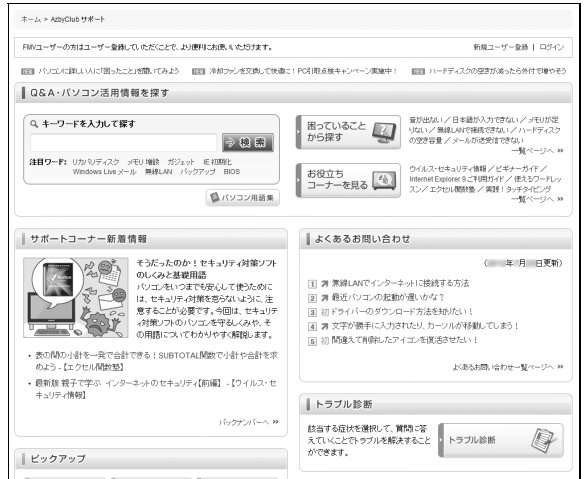 ホーム > AzbyClub サポート
FMVユーザーの方はユーザー登録していただくことで、より便利にお使いいただけます。
新規ユーザー登録 | ログイン
パソコンに詳しい人に「困ったこと」を聞いてみよう
冷却ファンを交換して快適に！PC引取点検キャンペーン実施中！
ハードディスクの空きが減ったら外付で増やそう
Q&A・パソコン活用情報を探す
キーワードを入力して探す
検索
注目ワード： リカバリディスク メモリ増設 ガジェット IE 初期化
Windows Live メール 無線LAN バックアップ BIOS
パソコン用語集
困っていること
から探す
音が出ない／日本語が入力できない／メモリが足
りない／無線LANで接続できない／ハードディスク
の空き容量／メールが送受信できない
一覧ページへ
お役立ち
コーナーを見る
ウイルス・セキュリティ情報／ビギナーガイド／
Internet Explorer 9ご利用ガイド／使えるワードレッ
スン／エクセル関数塾／実践！タッチタイピング
一覧ページへ
サポートコーナー新着情報
そうだったのか！セキュリティ対策ソフト
のしくみと基礎用語
パソコンをいつまでも安心して使うために
は、セキュリティ対策を怠らないように、注
意することが必要です。今回は、セキュリテ
ィ対策ソフトのパソコンを守るしくみや、そ
の用語についてわかりやすく解説します。
・ 表の間の小計を一発で合計できる！SUBTOTAL関数で小計や合計を求
めよう -【エクセル関数塾】
・ 最新版 親子で学ぶ インターネットのセキュリティ【前編】 -【ウイルス・セ
キュリティ情報】
バックナンバーへ
ピックアップ
よくあるお問い合わせ
年 月 日更新)
1 無線LANでインターネットに接続する方法
2 最近パソコンの起動が遅いかな？
3 初 ドライバーのダウンロード方法を知りたい！
4 文字が勝手に入力されたり、カーソルが移動してしまう！
5 初 間違えて削除したアイコンを復活させたい！
よくあるお問い合わせ一覧ページへ
トラブル診断
該当する症状を選択して、質問に答
えていくことでトラブルを解決すること
ができます。
トラブル診断